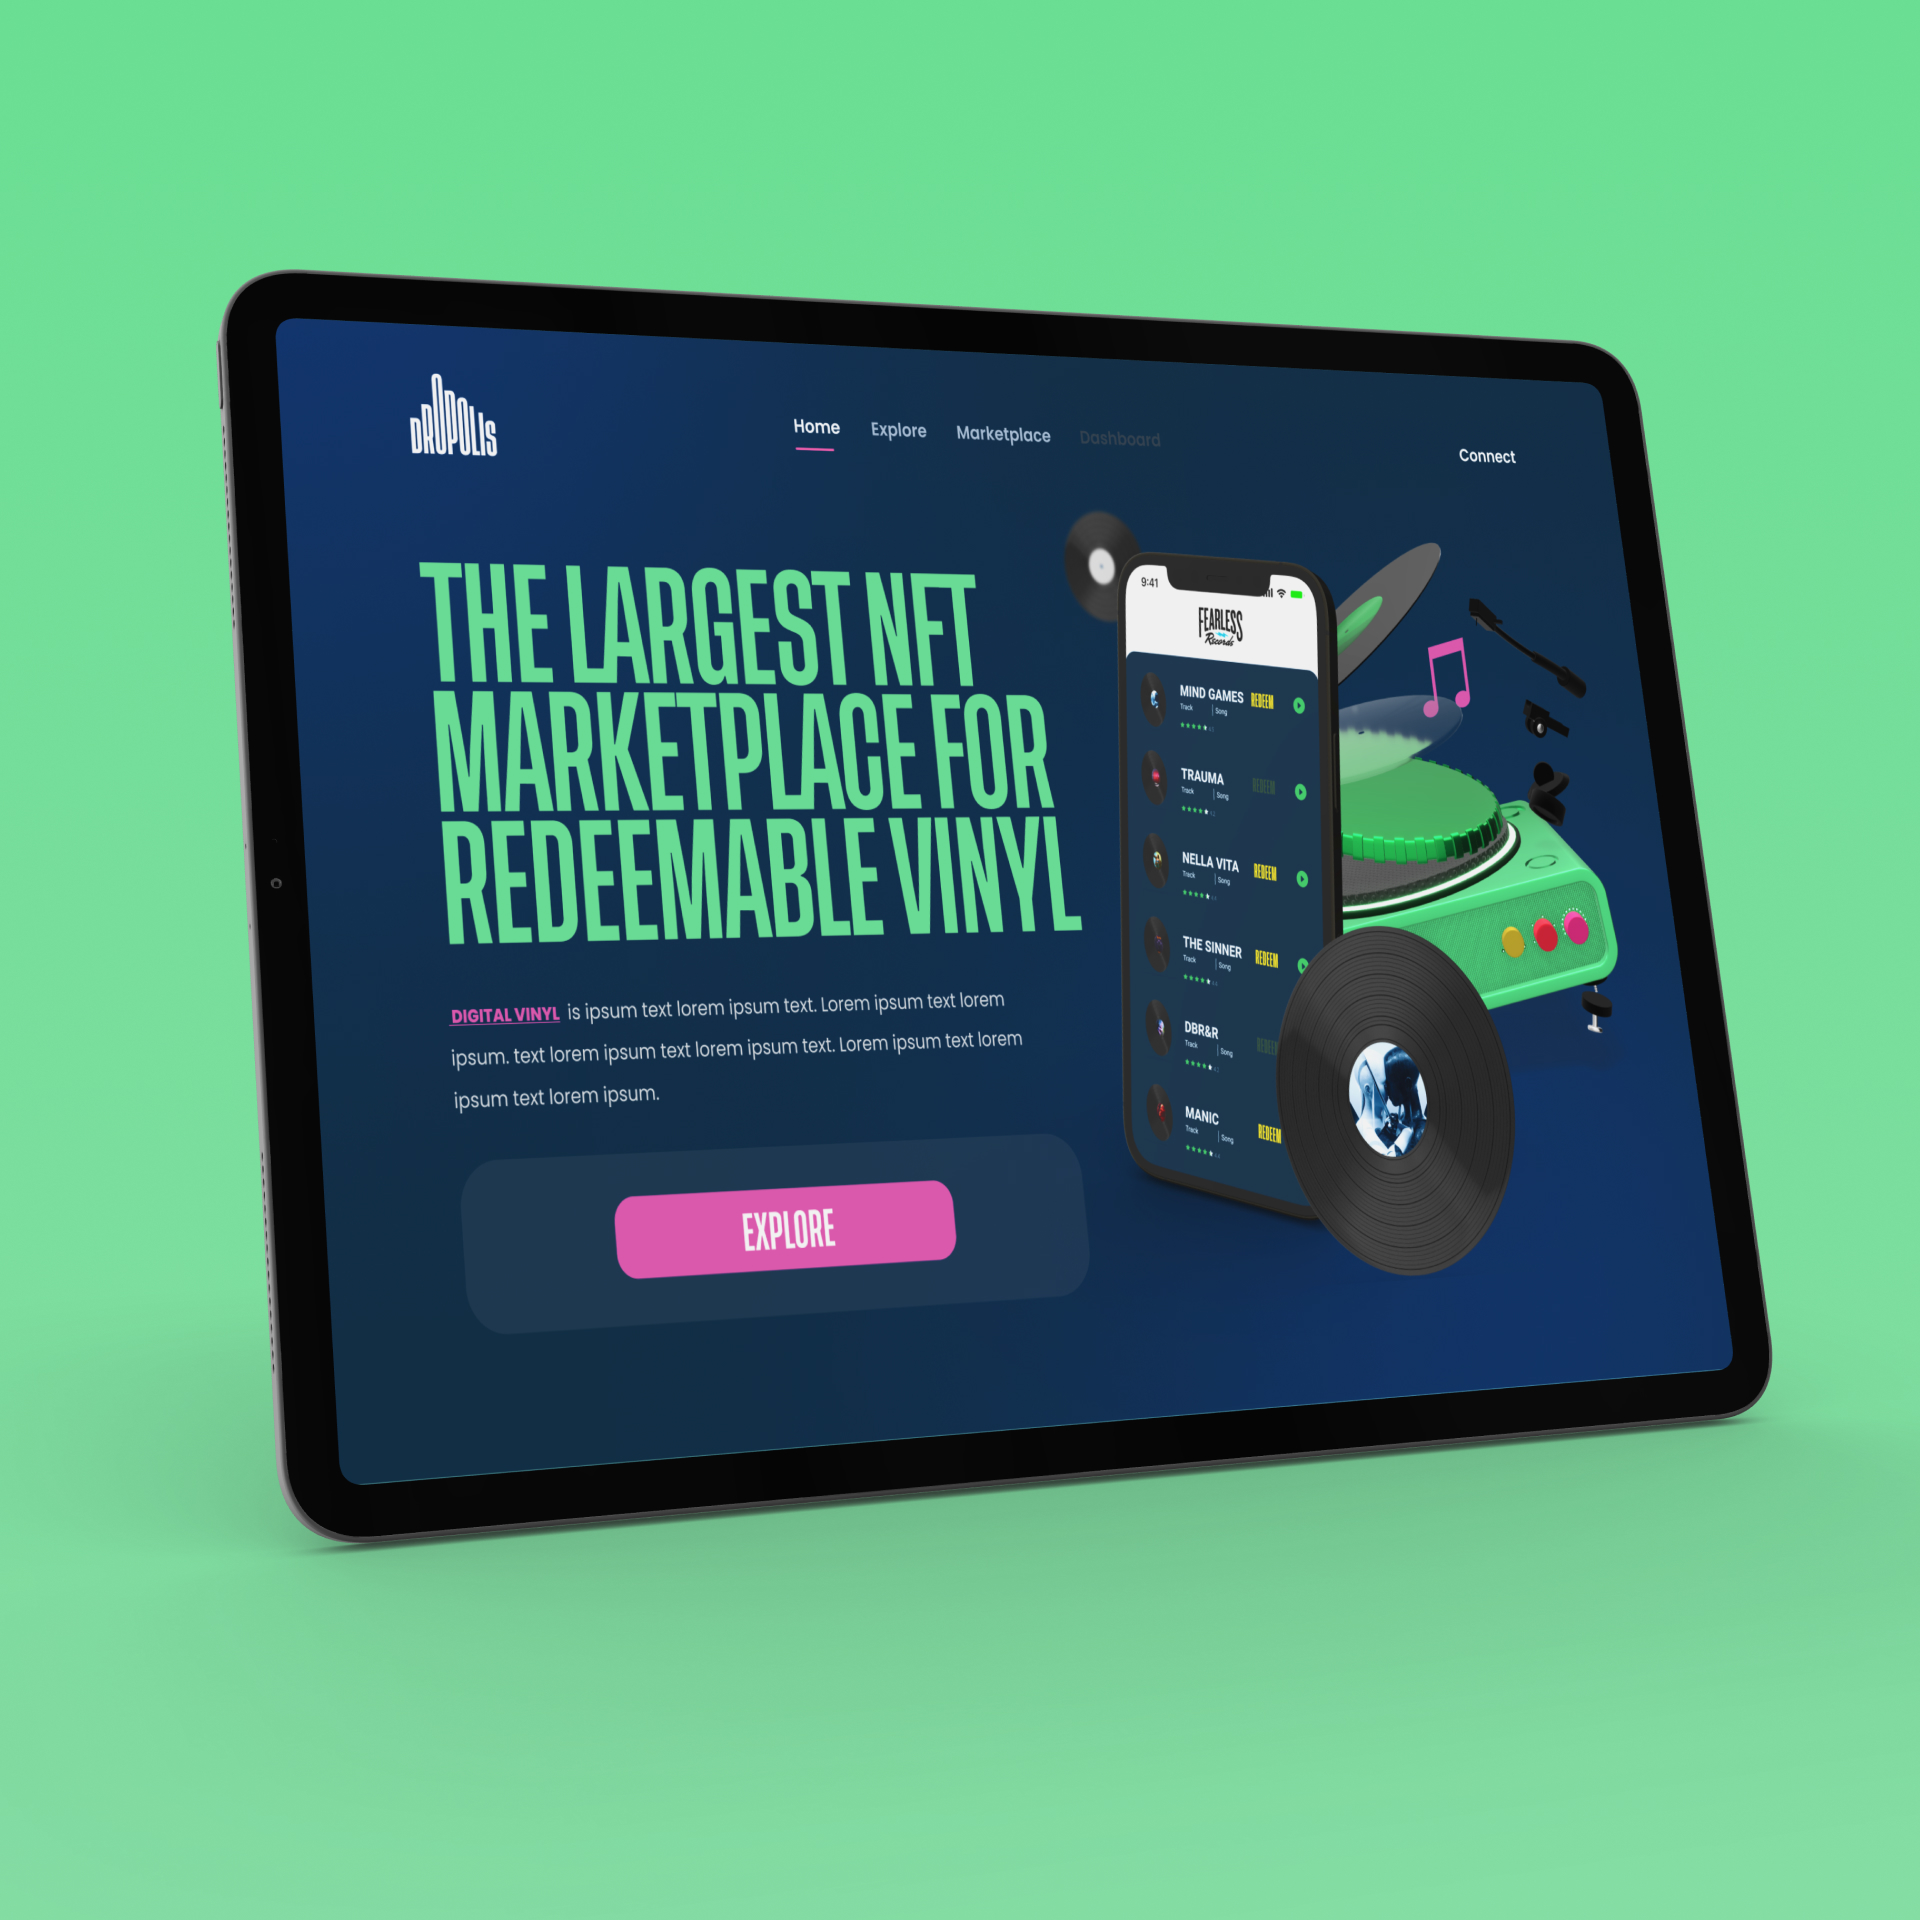 DROPOLIS
Home Explore Marketplace Dashboard
Connect
THE LARGEST NFT
MARKETPLACE FOR
REDEEMABLE VINYL
DIGITAL VINYL is ipsum text lorem ipsum text. Lorem ipsum text lorem
ipsum. text lorem ipsum text lorem ipsum text. Lorem ipsum text lorem
ipsum text lorem ipsum.
EXPLORE
9:41
FEARLESS
Records
MIND GAMES REDEEM
Track Song
TRAUMA REDEEM
Track Song
NELLA VITA REDEEM
Track Song
THE SINNER REDEEM
Track Song
DBR&R REDEEM
Track Song
MANIC REDEEM
Track Song